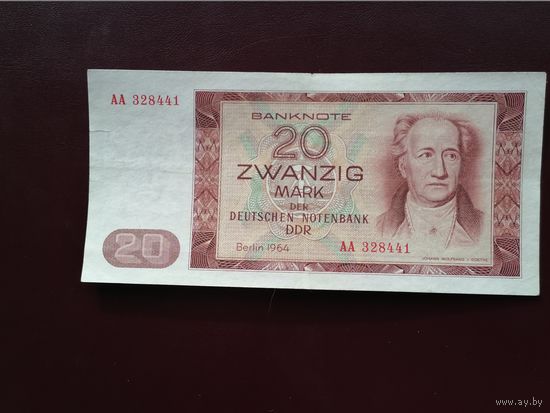 AA 328441
BANKNOTE
20
ZWANZIG
MARK
DER
DEUTSCHEN NOTENBANK
DDR
Berlin 1964
AA 328441
20
JOHANN WOLFGANG V. GOETHE
www.ay.by